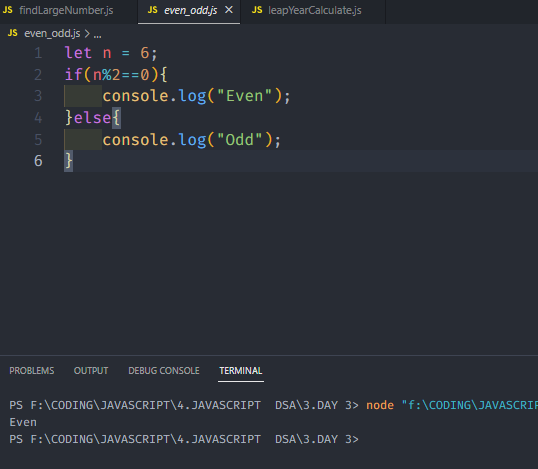 JS findLargeNumber.js JS even_odd.js × JS leapYearCalculate.js
JS even_odd.js > ...
1 let n = 6;
2 if(n%2==0){
3 console.log("Even");
4 }else{
5 console.log("Odd");
6 }
PROBLEMS OUTPUT DEBUG CONSOLE TERMINAL
PS F:\CODING\JAVASCRIPT\4.JAVASCRIPT  DSA\3.DAY 3> node "f:\CODING\JAVASCRI
Even
PS F:\CODING\JAVASCRIPT\4.JAVASCRIPT  DSA\3.DAY 3>